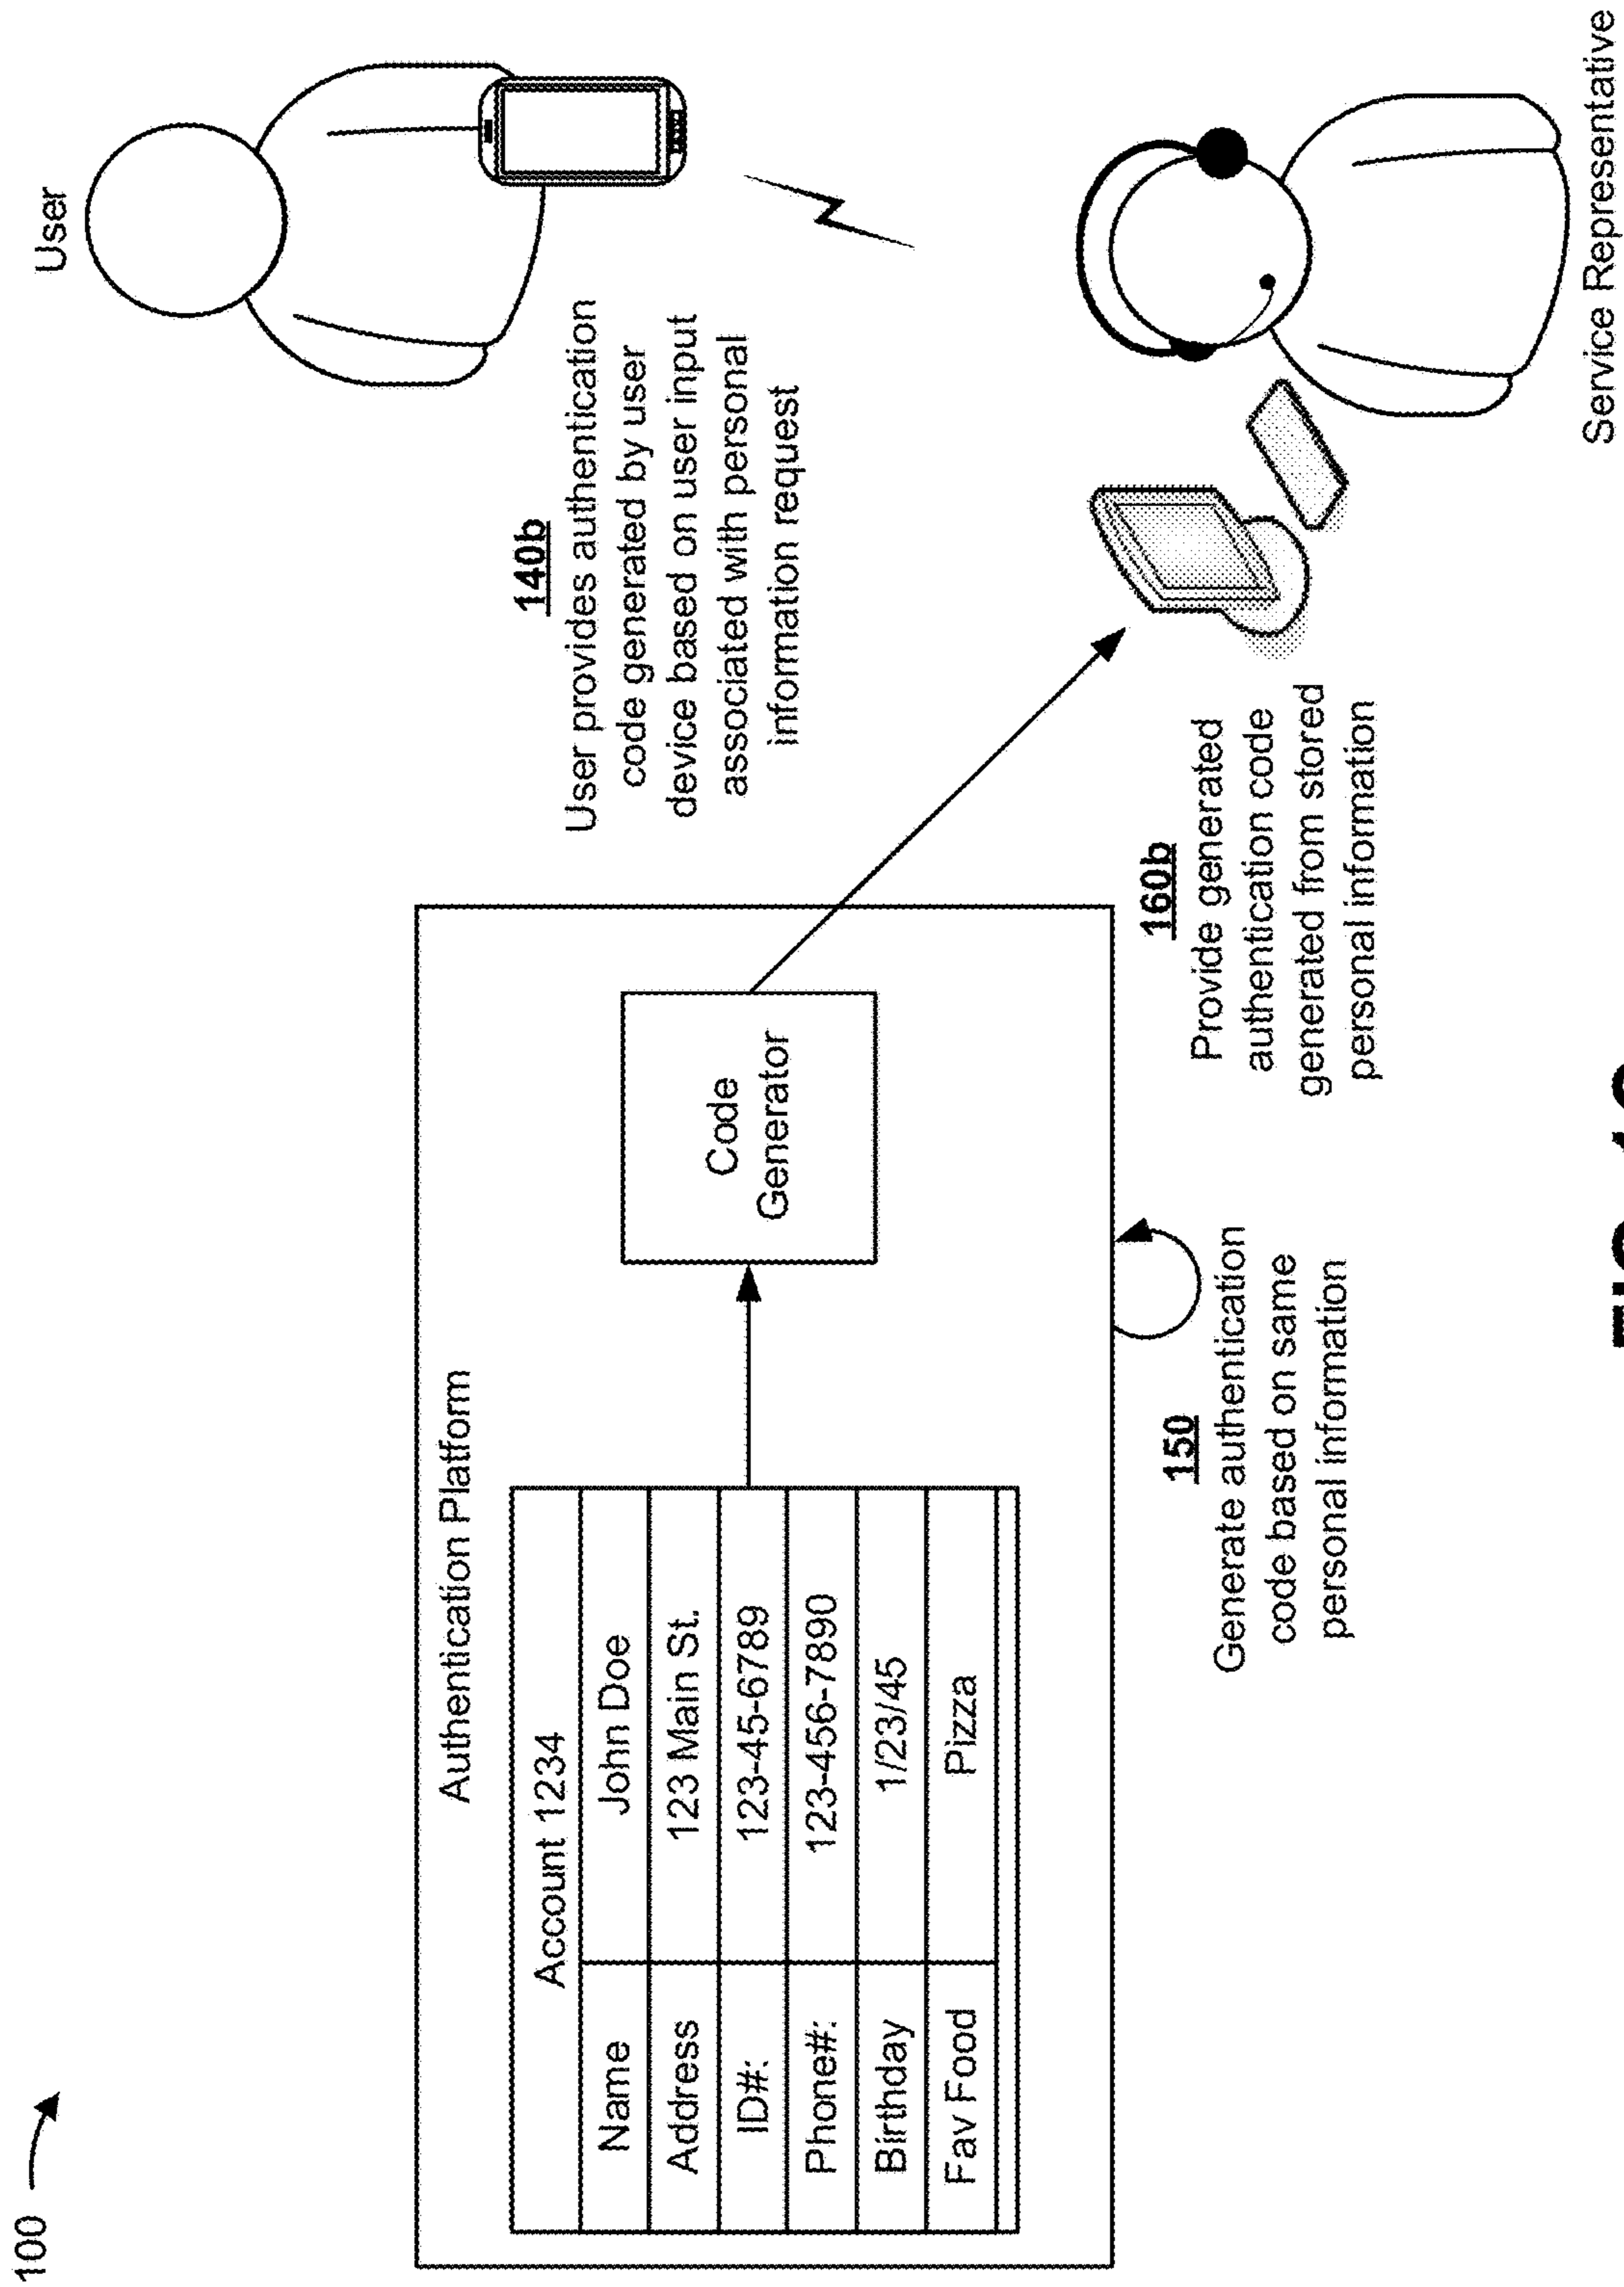 100
User
140b
User provides authentication
code generated by user
device based on user input
associated with personal
information request
Authentication Platform
Account 1234
Name John Doe
Address 123 Main St.
ID#: 123-45-6789
Phone#: 123-456-7890
Birthday 1/23/45
Fav Food Pizza
Code
Generator
160b
Provide generated
authentication code
generated from stored
personal information
150
Generate authentication
code based on same
personal information
Service Representative